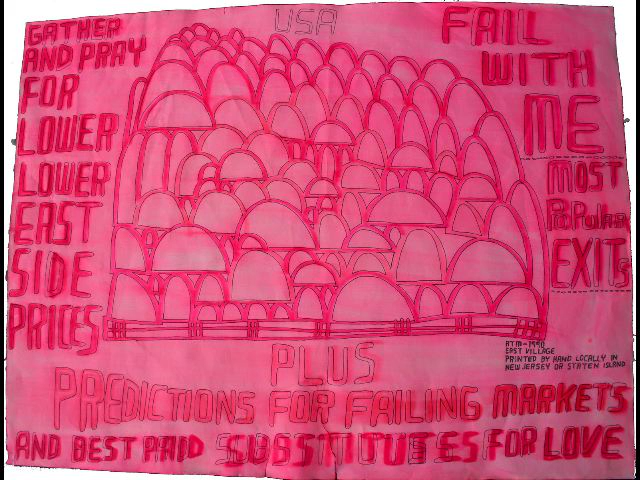 USA
GATHER
AND PRAY
FOR
LOWER
LOWER
EAST
SIDE
PRICES
FAIL
WITH
ME
MOST
POPULAR
EXITS
ATM-1990
EAST VILLAGE
PRINTED BY HAND LOCALLY IN
NEW JERSEY OR STATEN ISLAND
PLUS
PREDICTIONS FOR FAILING MARKETS
AND BEST PAID SUBSTITUTES FOR LOVE